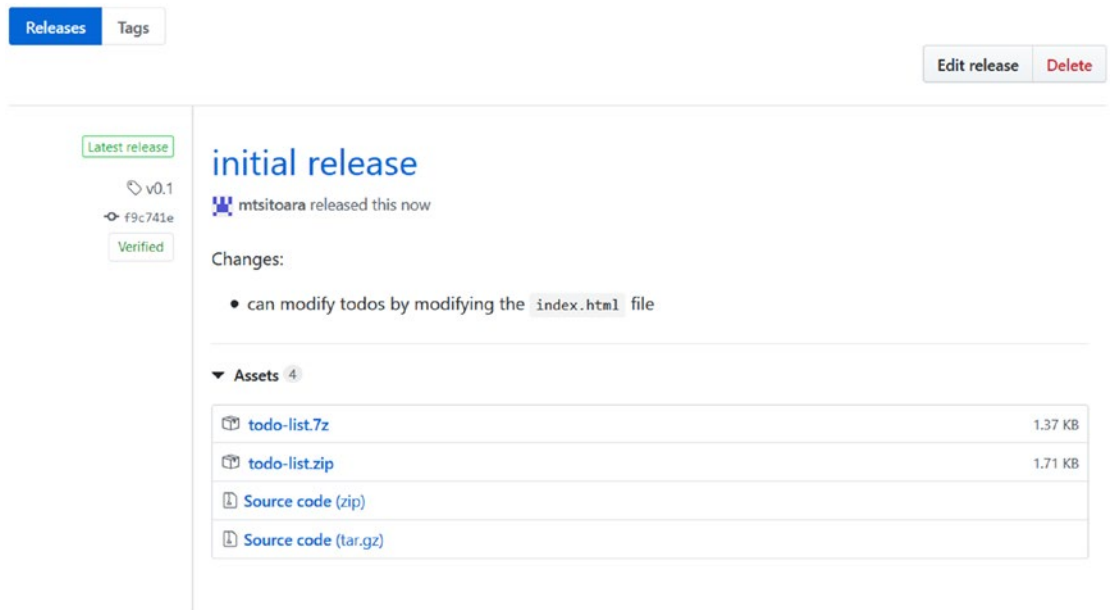 Releases Tags
Edit release Delete
Latest release
v0.1
f9c741e
Verified
initial release
mtsitoara released this now
Changes:
• can modify todos by modifying the index.html file
Assets 4
todo-list.7z 1.37 KB
todo-list.zip 1.71 KB
Source code (zip)
Source code (tar.gz)